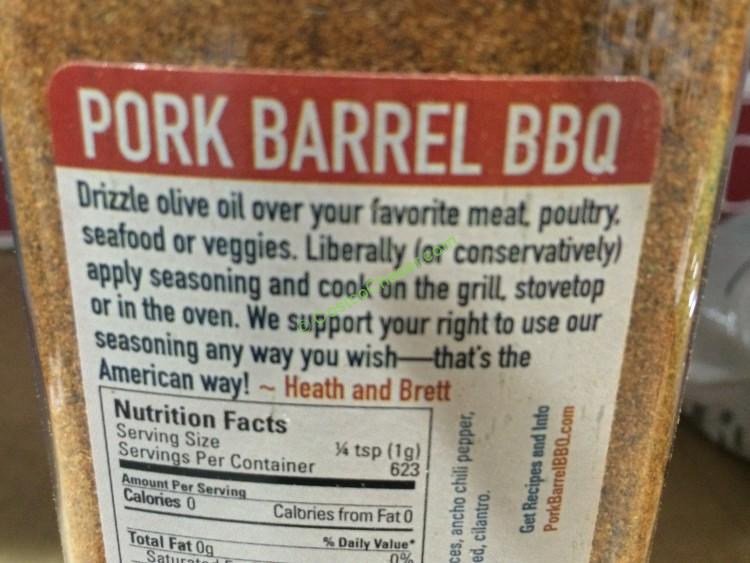 PORK BARREL BBQ
Drizzle olive oil over your favorite meat, poultry,
seafood or veggies. Liberally (or conservatively)
apply seasoning and cook on the grill, stovetop
or in the oven. We support your right to use our
seasoning any way you wish—that's the
American way! ~ Heath and Brett
Nutrition Facts
Serving Size ¼ tsp (1g)
Servings Per Container 623
Amount Per Serving
Calories 0 Calories from Fat 0
% Daily Value*
Total Fat 0g 0%
ces, ancho chili pepper,
ed, cilantro.
Get Recipes and Info
PorkBarrelBBQ.com